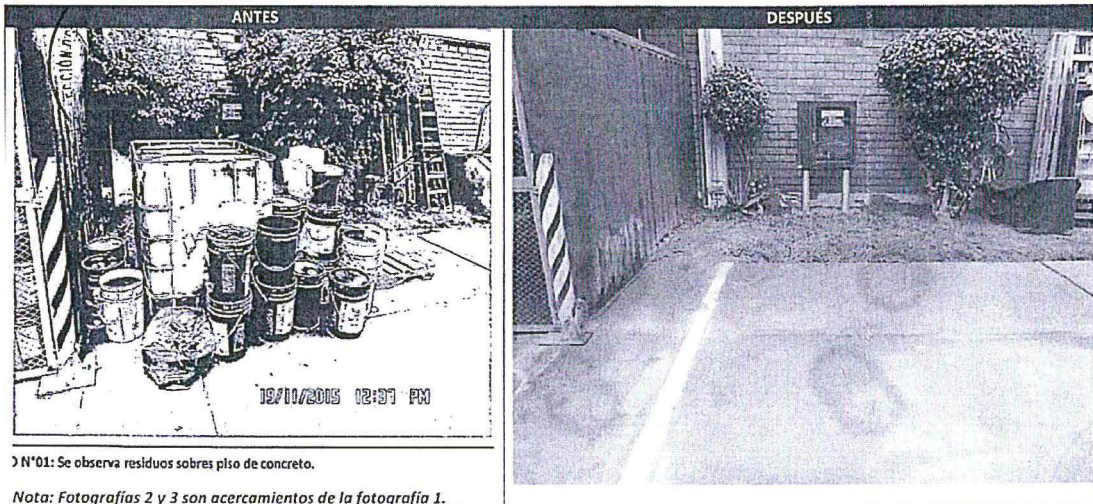 ANTES
DESPUÉS
CCIÓN
19/11/2015 12:37 PM
O N°01: Se observa residuos sobres piso de concreto.
Nota: Fotografías 2 y 3 son acercamientos de la fotografía 1.